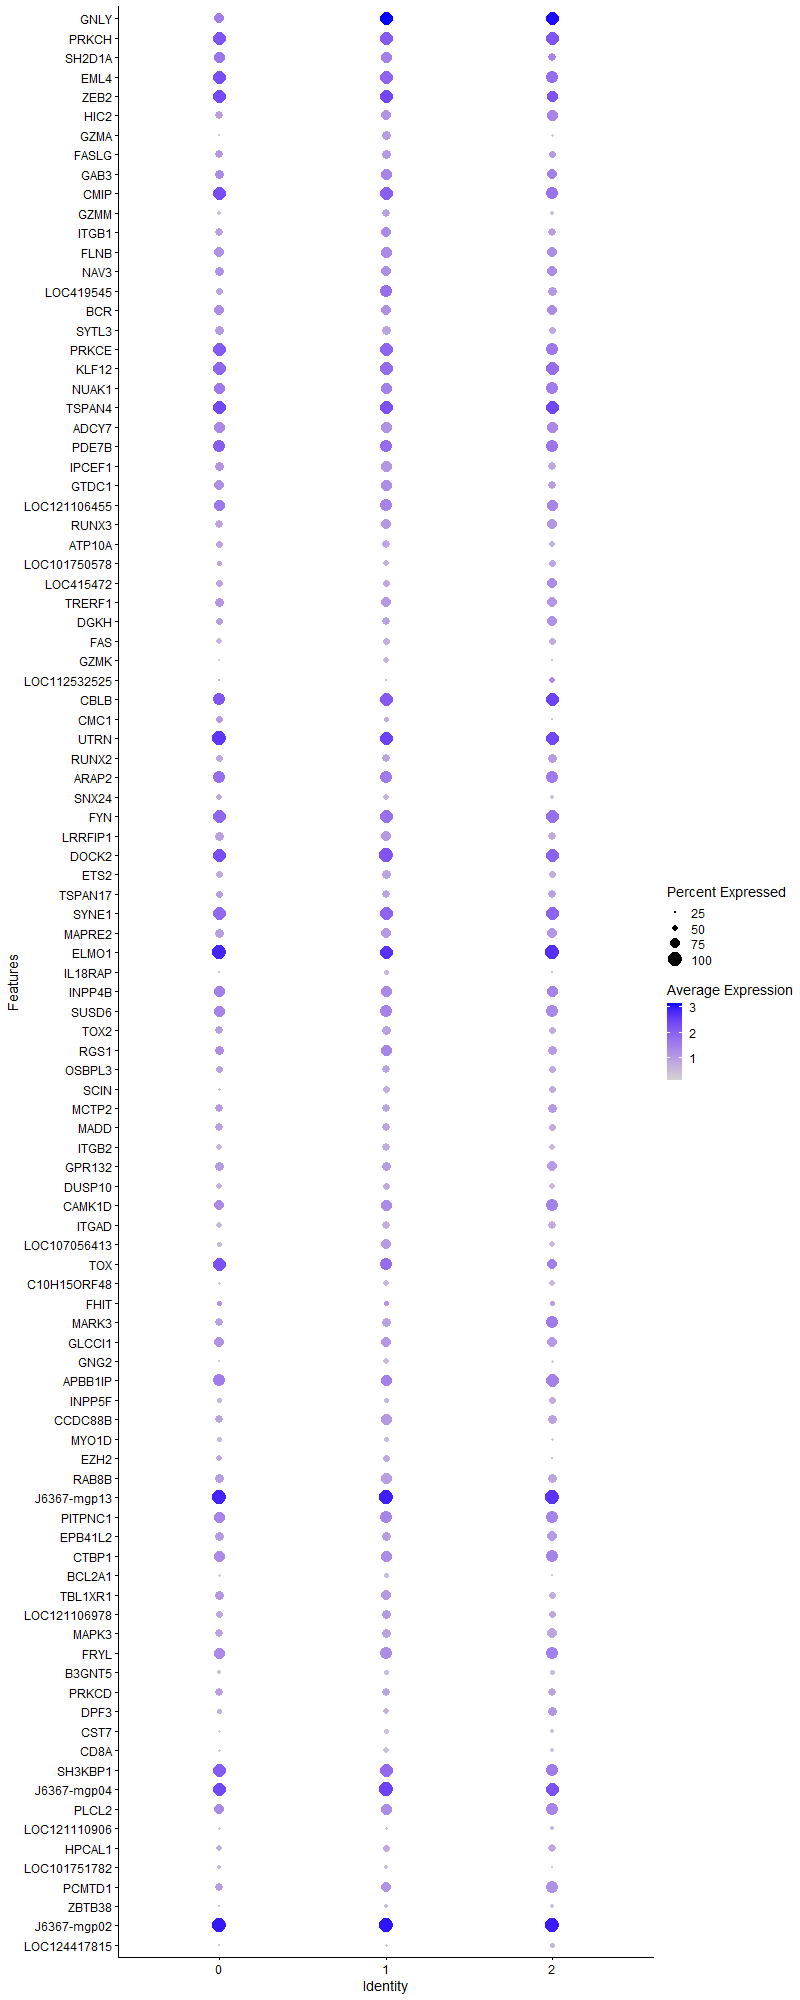 GNLY
PRKCH
SH2D1A
EML4
ZEB2
HIC2
GZMA
FASLG
GAB3
CMIP
GZMM
ITGB1
FLNB
NAV3
LOC419545
BCR
SYTL3
PRKCE
KLF12
NUAK1
TSPAN4
ADCY7
PDE7B
IPCEF1
GTDC1
LOC121106455
RUNX3
ATP10A
LOC101750578
LOC415472
TRERF1
DGKH
FAS
GZMK
LOC112532525
CBLB
CMC1
UTRN
RUNX2
ARAP2
SNX24
FYN
LRRFIP1
DOCK2
ETS2
TSPAN17
SYNE1
MAPRE2
ELMO1
IL18RAP
INPP4B
SUSD6
TOX2
RGS1
OSBPL3
SCIN
MCTP2
MADD
ITGB2
GPR132
DUSP10
CAMK1D
ITGAD
LOC107056413
TOX
C10H15ORF48
FHIT
MARK3
GLCCI1
GNG2
APBB1IP
INPP5F
CCDC88B
MYO1D
EZH2
RAB8B
J6367-mgp13
PITPNC1
EPB41L2
CTBP1
BCL2A1
TBL1XR1
LOC121106978
MAPK3
FRYL
B3GNT5
PRKCD
DPF3
CST7
CD8A
SH3KBP1
J6367-mgp04
PLCL2
LOC121110906
HPCAL1
LOC101751782
PCMTD1
ZBTB38
J6367-mgp02
LOC124417815
Features
0 1 2
Identity
Percent Expressed
25
50
75
100
Average Expression
3
2
1